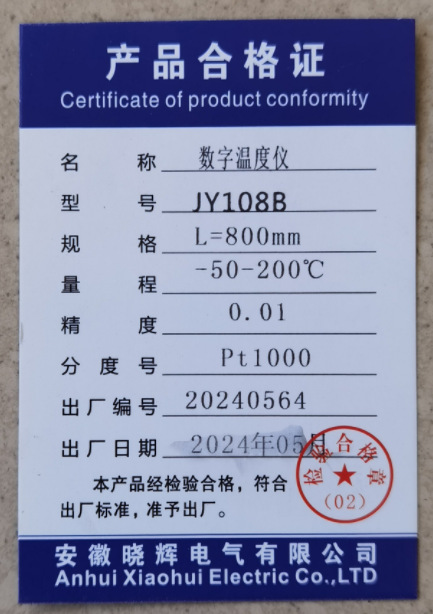 产品合格证
Certificate of product conformity
名 称 数字温度仪
型 号 JY108B
规 格 L=800mm
量 程 -50-200℃
精 度 0.01
分 度 号 Pt1000
出厂编号 20240564
出厂日期 2024年05月
本产品经检验合格，符合
出厂标准，准予出厂。
检验合格章
(02)
安徽晓辉电气有限公司
Anhui Xiaohui Electric Co.,LTD